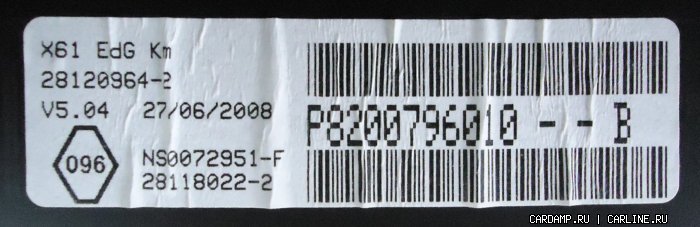 X61 EdG Km
28120964-2
V5.04 27/06/2008
096
NS0072951-F
28118022-2
P8200796010 - - B
CARDAMP.RU | CARLINE.RU